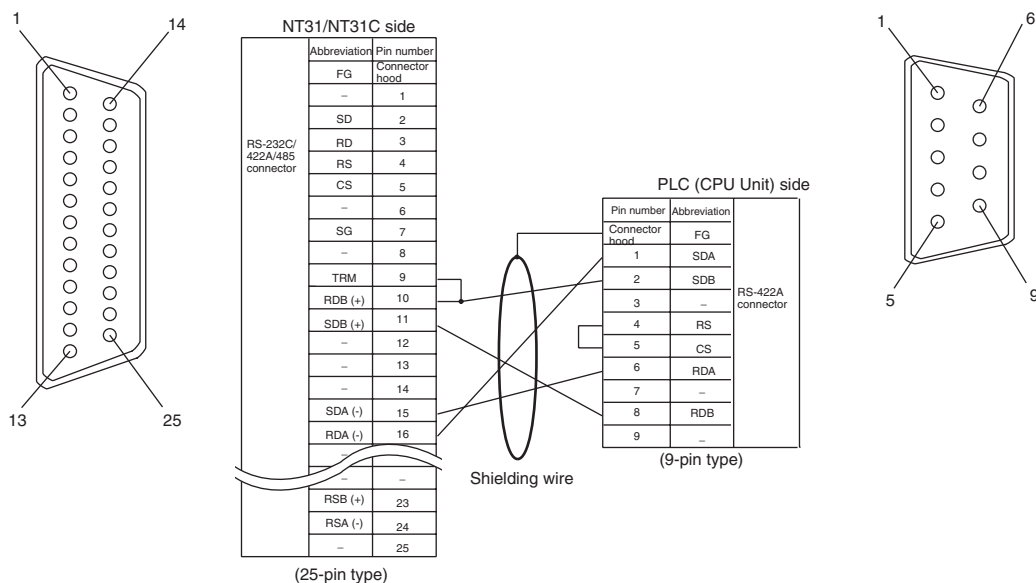 1
14
13
25
NT31/NT31C side
RS-232C/
422A/485
connector
Abbreviation Pin number
FG Connector
hood
– 1
SD 2
RD 3
RS 4
CS 5
– 6
SG 7
– 8
TRM 9
RDB (+) 10
SDB (+) 11
– 12
– 13
– 14
SDA (-) 15
RDA (-) 16
–
– –
RSB (+) 23
RSA (-) 24
– 25
(25-pin type)
Shielding wire
PLC (CPU Unit) side
Pin number Abbreviation
Connector
hood FG
1 SDA
2 SDB
3 –
4 RS
5 CS
6 RDA
7 –
8 RDB
9 –
RS-422A
connector
(9-pin type)
1
6
5
9